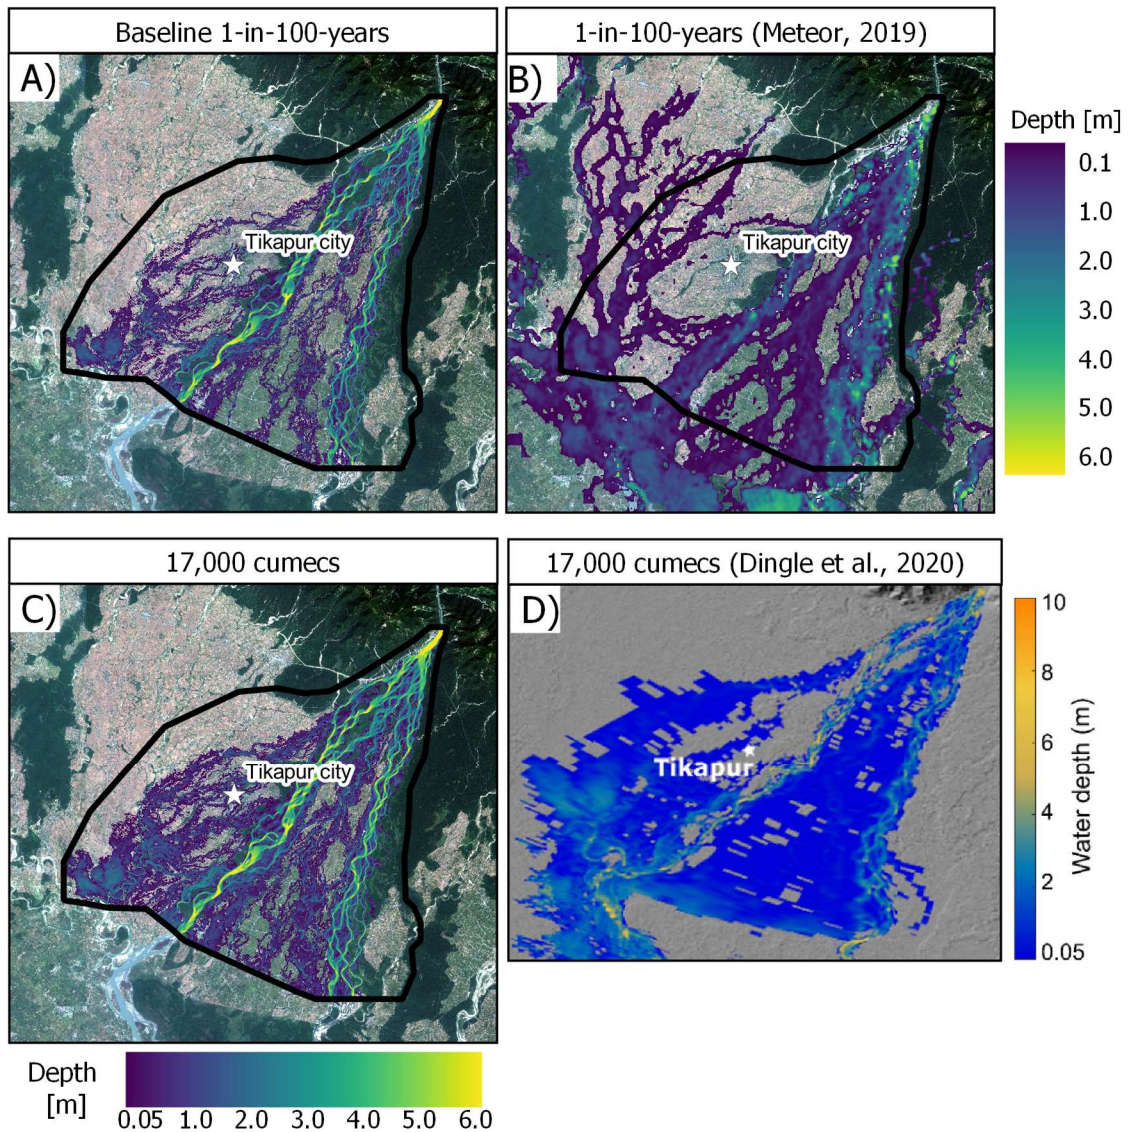 Baseline 1-in-100-years
1-in-100-years (Meteor, 2019)
A)
Tikapur city
B)
Tikapur city
Depth [m]
0.1
1.0
2.0
3.0
4.0
5.0
6.0
17,000 cumecs
17,000 cumecs (Dingle et al., 2020)
C)
Tikapur city
D)
Tikapur
10
8
6
4
2
0.05
Water depth (m)
Depth
[m]
0.05 1.0 2.0 3.0 4.0 5.0 6.0